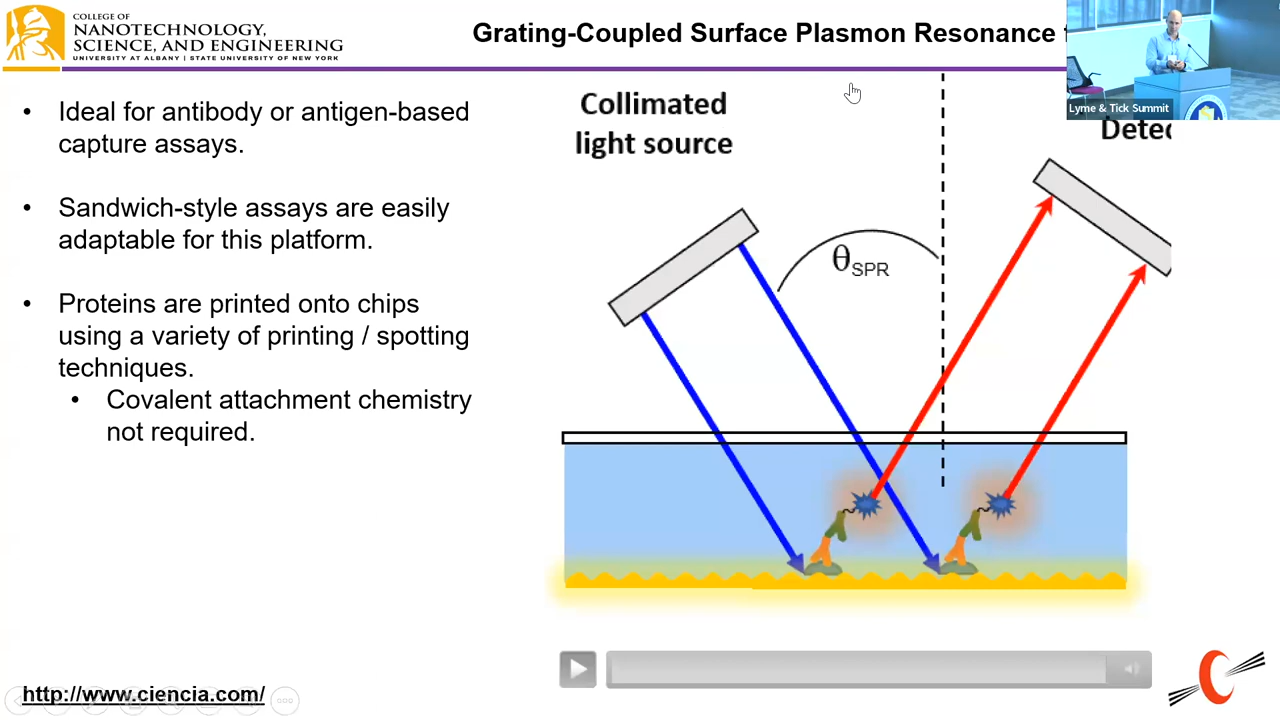 COLLEGE OF
NANOTECHNOLOGY,
SCIENCE, AND ENGINEERING
UNIVERSITY AT ALBANY | STATE UNIVERSITY OF NEW YORK
Grating-Coupled Surface Plasmon Resonance
Lyme & Tick Summit
• Ideal for antibody or antigen-based
capture assays.
• Sandwich-style assays are easily
adaptable for this platform.
• Proteins are printed onto chips
using a variety of printing / spotting
techniques.
• Covalent attachment chemistry
not required.
Collimated
light source
Detec
θSPR
http://www.ciencia.com/